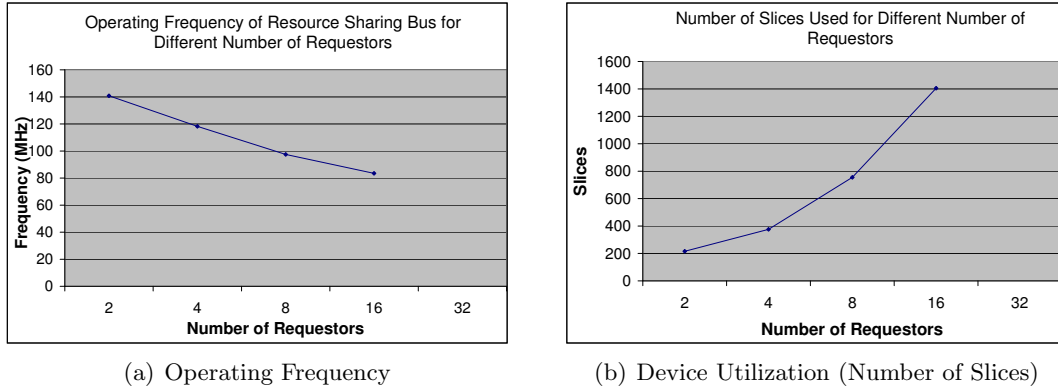 Operating Frequency of Resource Sharing Bus for
Different Number of Requestors
160
140
120
100
80
60
40
20
0
Frequency (MHz)
2 4 8 16 32
Number of Requestors
(a) Operating Frequency
Number of Slices Used for Different Number of
Requestors
1600
1400
1200
1000
800
600
400
200
0
Slices
2 4 8 16 32
Number of Requestors
(b) Device Utilization (Number of Slices)